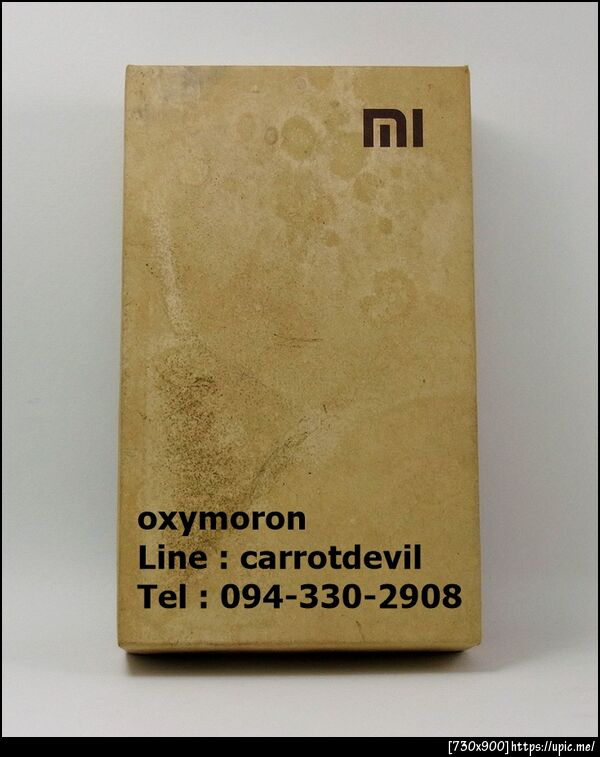 mi
oxymoron
Line : carrotdevil
Tel : 094-330-2908
[730x900]https://upic.me/